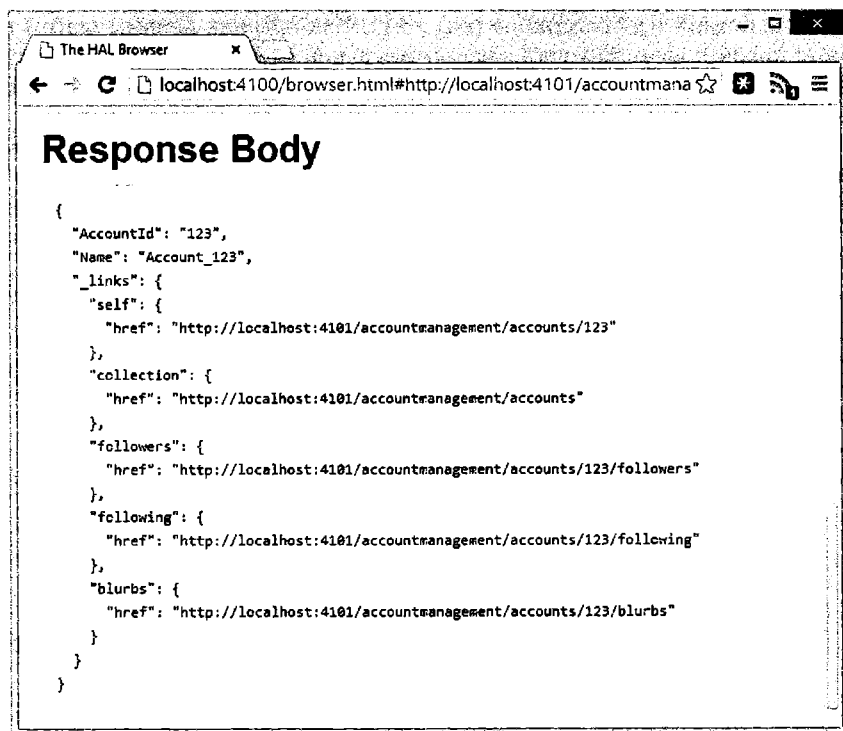 The HAL Browser
localhost:4100/browser.html#http://localhost:4101/accountmana
1
Response Body
{
"AccountId": "123",
"Name": "Account_123",
"_links": {
"self": {
"href": "http://localhost:4101/accountmanagement/accounts/123"
},
"collection": {
"href": "http://localhost:4101/accountmanagement/accounts"
},
"followers": {
"href": "http://localhost:4101/accountmanagement/accounts/123/followers"
},
"following": {
"href": "http://localhost:4101/accountmanagement/accounts/123/following"
},
"blurbs": {
"href": "http://localhost:4101/accountmanagement/accounts/123/blurbs"
}
}
}